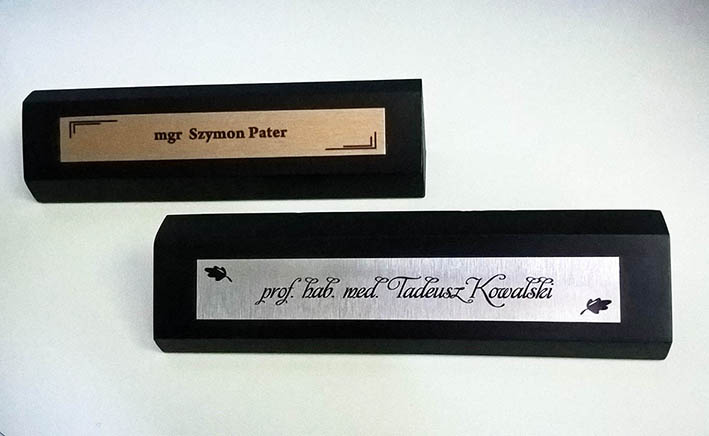 mgr Szymon Pater
prof. hab. med. Tadeusz Kowalski